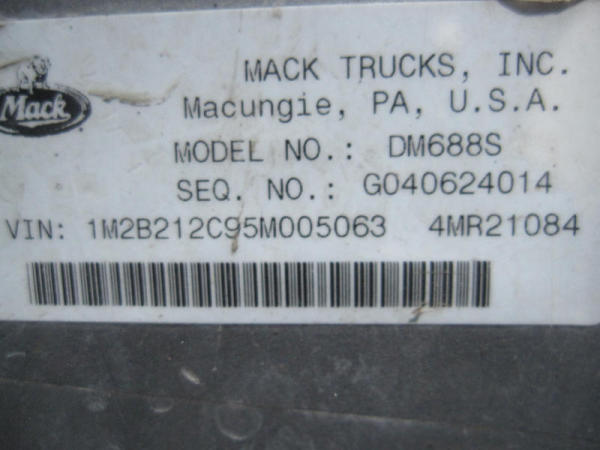 Mack
MACK TRUCKS, INC.
Macungie, PA, U.S.A.
MODEL NO.: DM688S
SEQ. NO.: G040624014
VIN: 1M2B212C95M005063 4MR21084